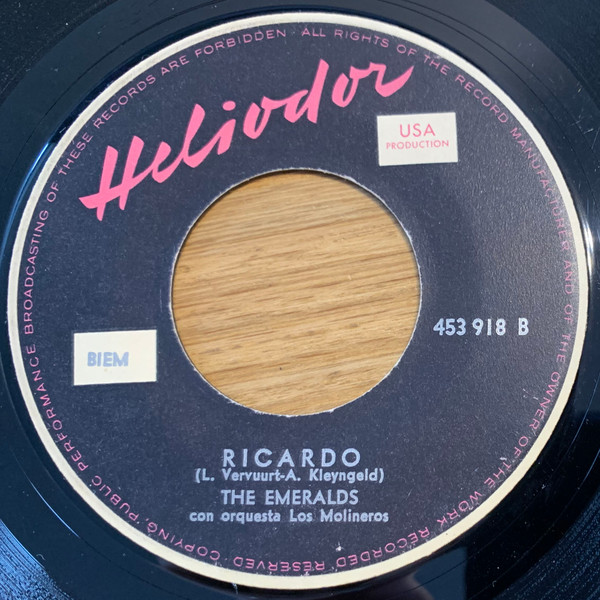 Heliodor
USA
PRODUCTION
453 918 B
BIEM
RICARDO
(L. Vervuurt-A. Kleyngeld)
THE EMERALDS
con orquesta Los Molineros
ALL RIGHTS OF THE RECORD MANUFACTURER AND OF THE OWNER OF THE WORK RECORDED RESERVED · COPYING PUBLIC PERFORMANCE BROADCASTING OF THESE RECORDS ARE FORBIDDEN ·